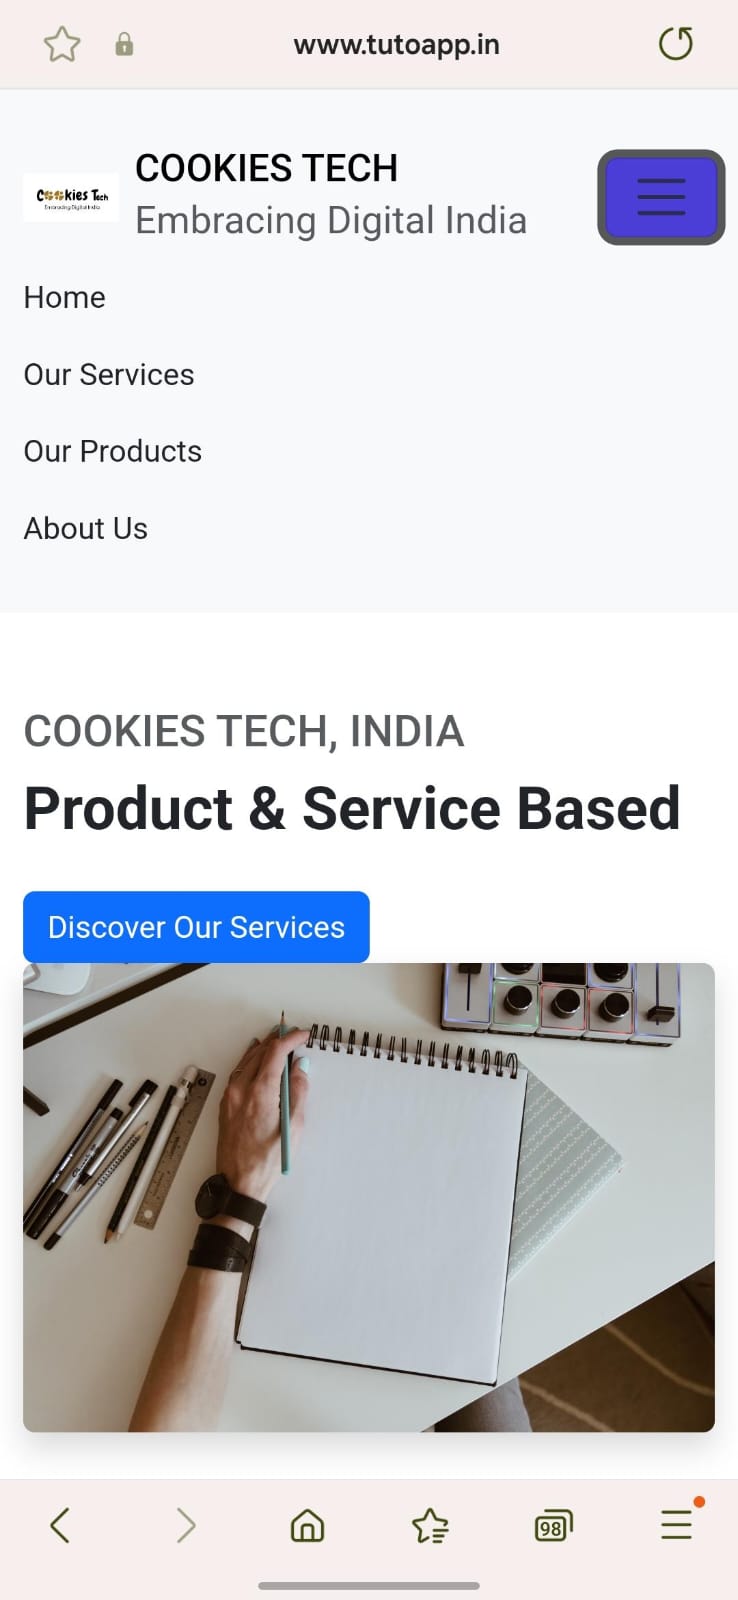 www.tutoapp.in
Cookies Tech
Embracing Digital India
COOKIES TECH
Embracing Digital India
Home
Our Services
Our Products
About Us
COOKIES TECH, INDIA
Product & Service Based
Discover Our Services
98